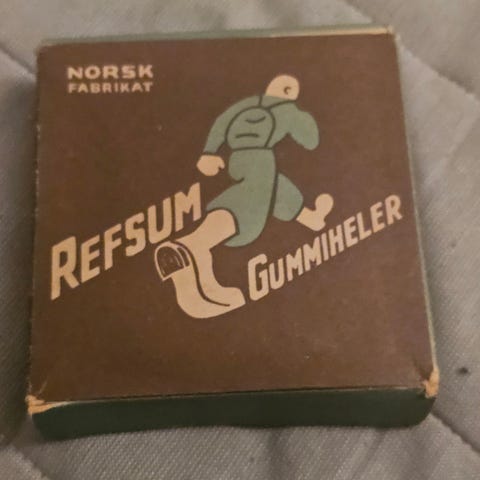 NORSK
FABRIKAT
REFSUM
GUMMIHELER